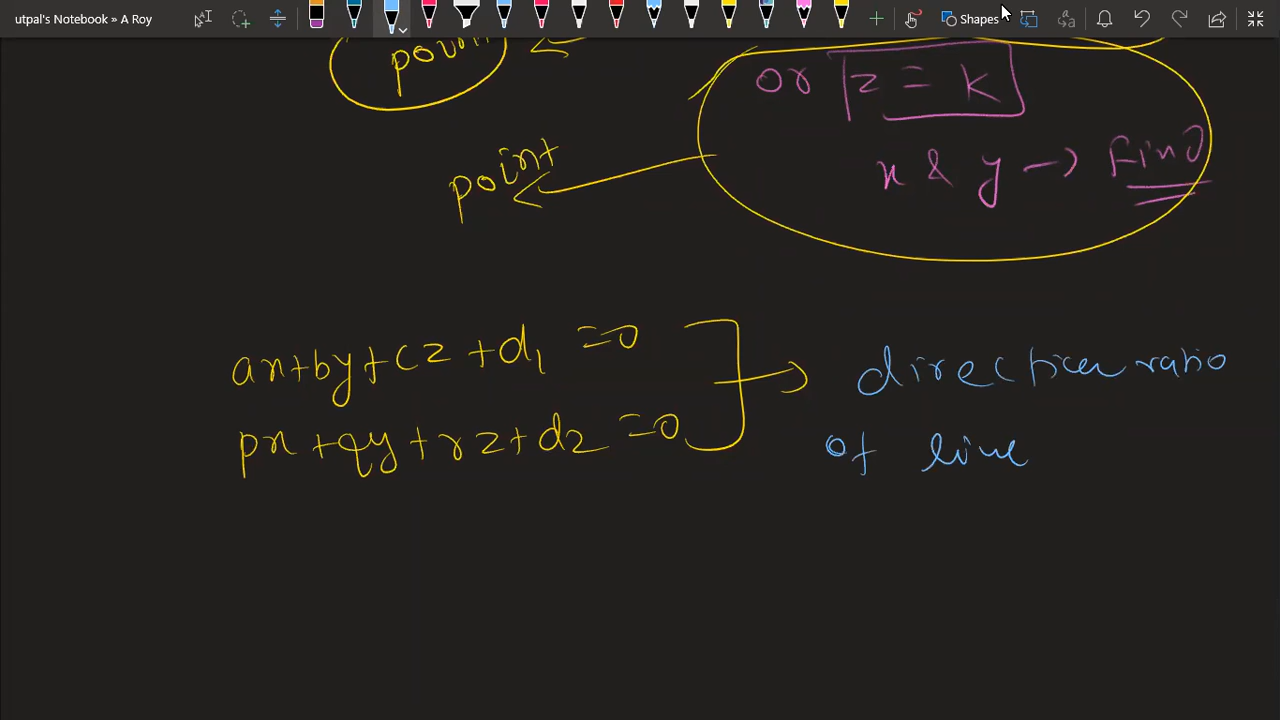 utpal's Notebook » A Roy
Shapes
point
or z = k
x & y → Find
point
ax+by+cz+d1 =0
px+qy+rz+d2=0
direction ratio
of line